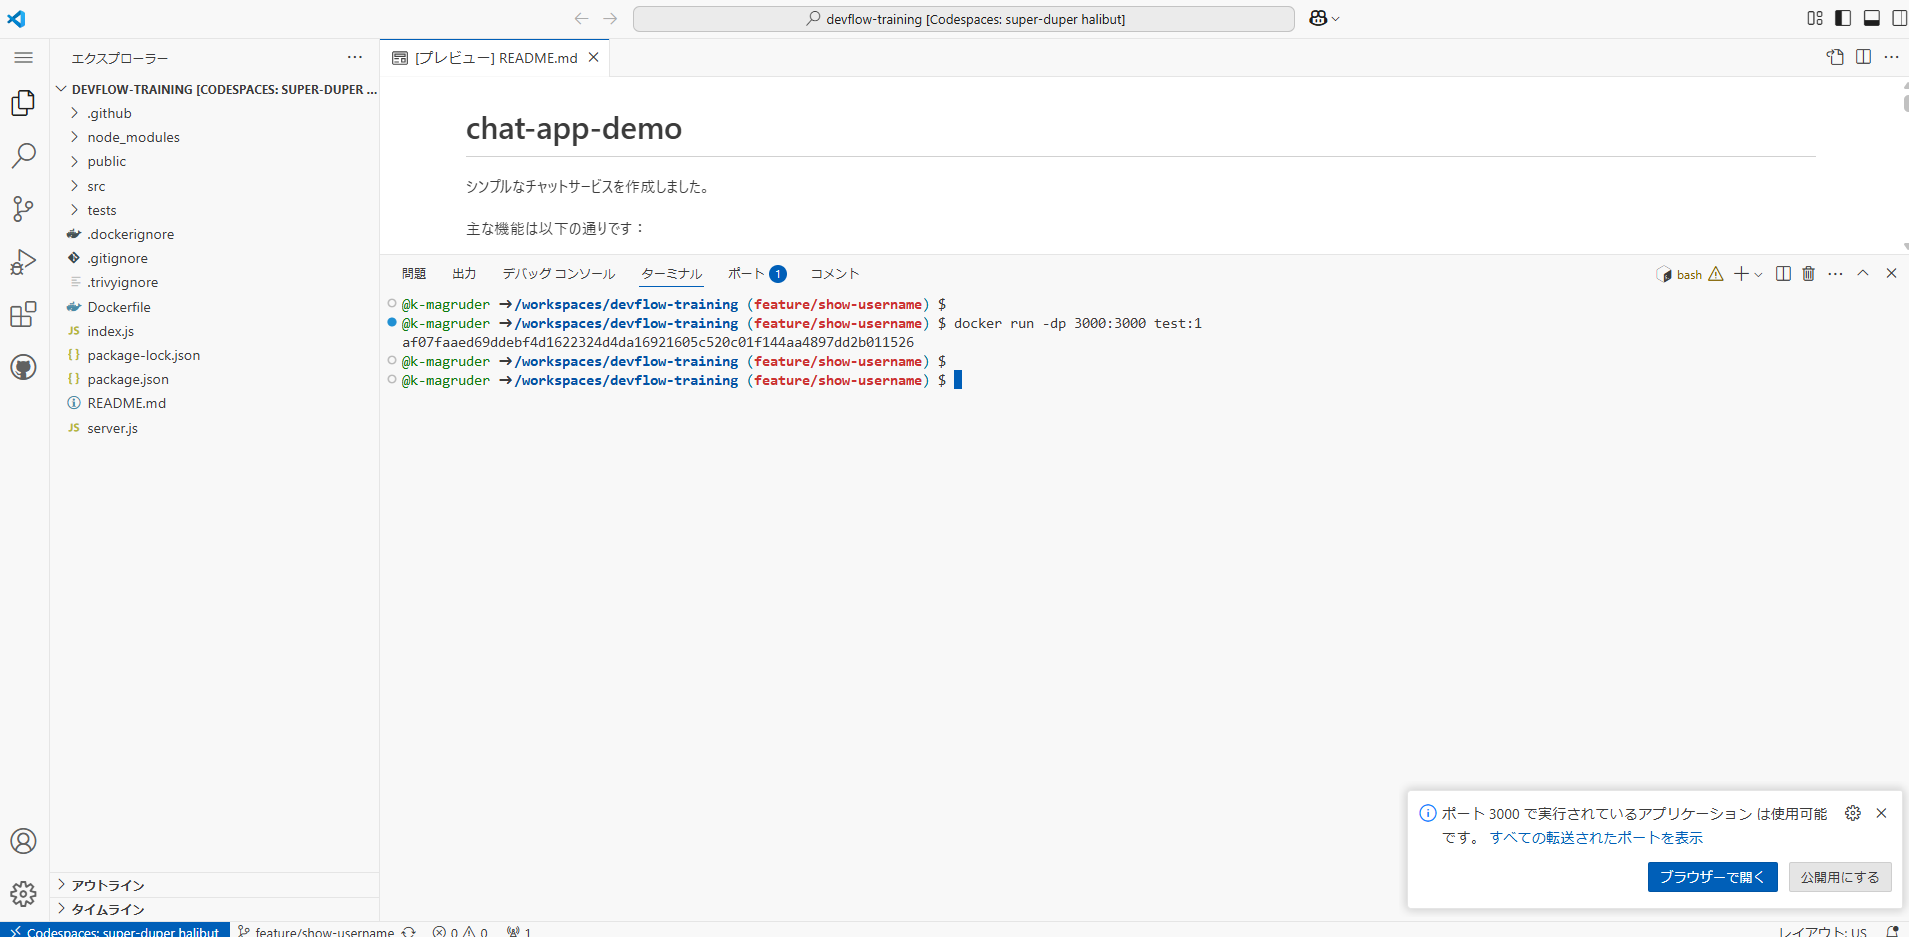 devflow-training [Codespaces: super-duper halibut]
エクスプローラー
DEVFLOW-TRAINING [CODESPACES: SUPER-DUPER ...
.github
node_modules
public
src
tests
.dockerignore
.gitignore
.trivyignore
Dockerfile
JS index.js
{ } package-lock.json
{ } package.json
README.md
JS server.js
アウトライン
タイムライン
[プレビュー] README.md
chat-app-demo
シンプルなチャットサービスを作成しました。
主な機能は以下の通りです：
問題 出力 デバッグ コンソール ターミナル ポート 1 コメント
bash
@k-magruder ➜/workspaces/devflow-training (feature/show-username) $
@k-magruder ➜/workspaces/devflow-training (feature/show-username) $ docker run -dp 3000:3000 test:1
af07faaed69ddebf4d1622324d4da16921605c520c01f144aa4897dd2b011526
@k-magruder ➜/workspaces/devflow-training (feature/show-username) $
@k-magruder ➜/workspaces/devflow-training (feature/show-username) $
ポート 3000 で実行されているアプリケーション は使用可能
です。 すべての転送されたポートを表示
ブラウザーで開く 公開用にする
Codespaces: super-duper halibut feature/show-username 0 0 1 レイアウト: US